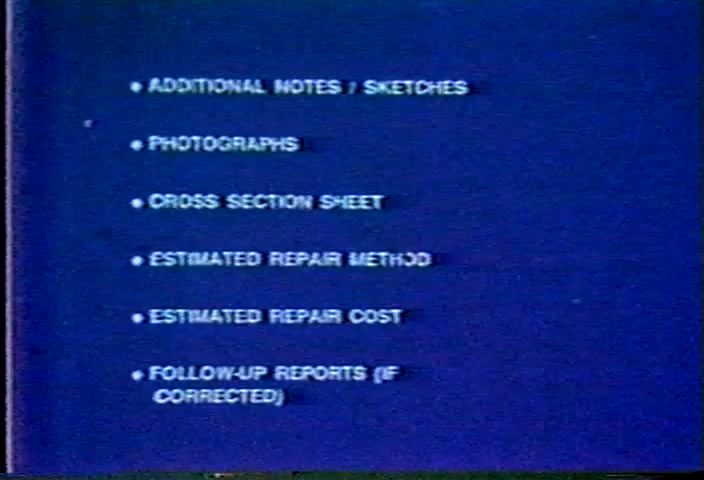 • ADDITIONAL NOTES / SKETCHES
• PHOTOGRAPHS
• CROSS SECTION SHEET
• ESTIMATED REPAIR METHOD
• ESTIMATED REPAIR COST
• FOLLOW-UP REPORTS (IF
CORRECTED)